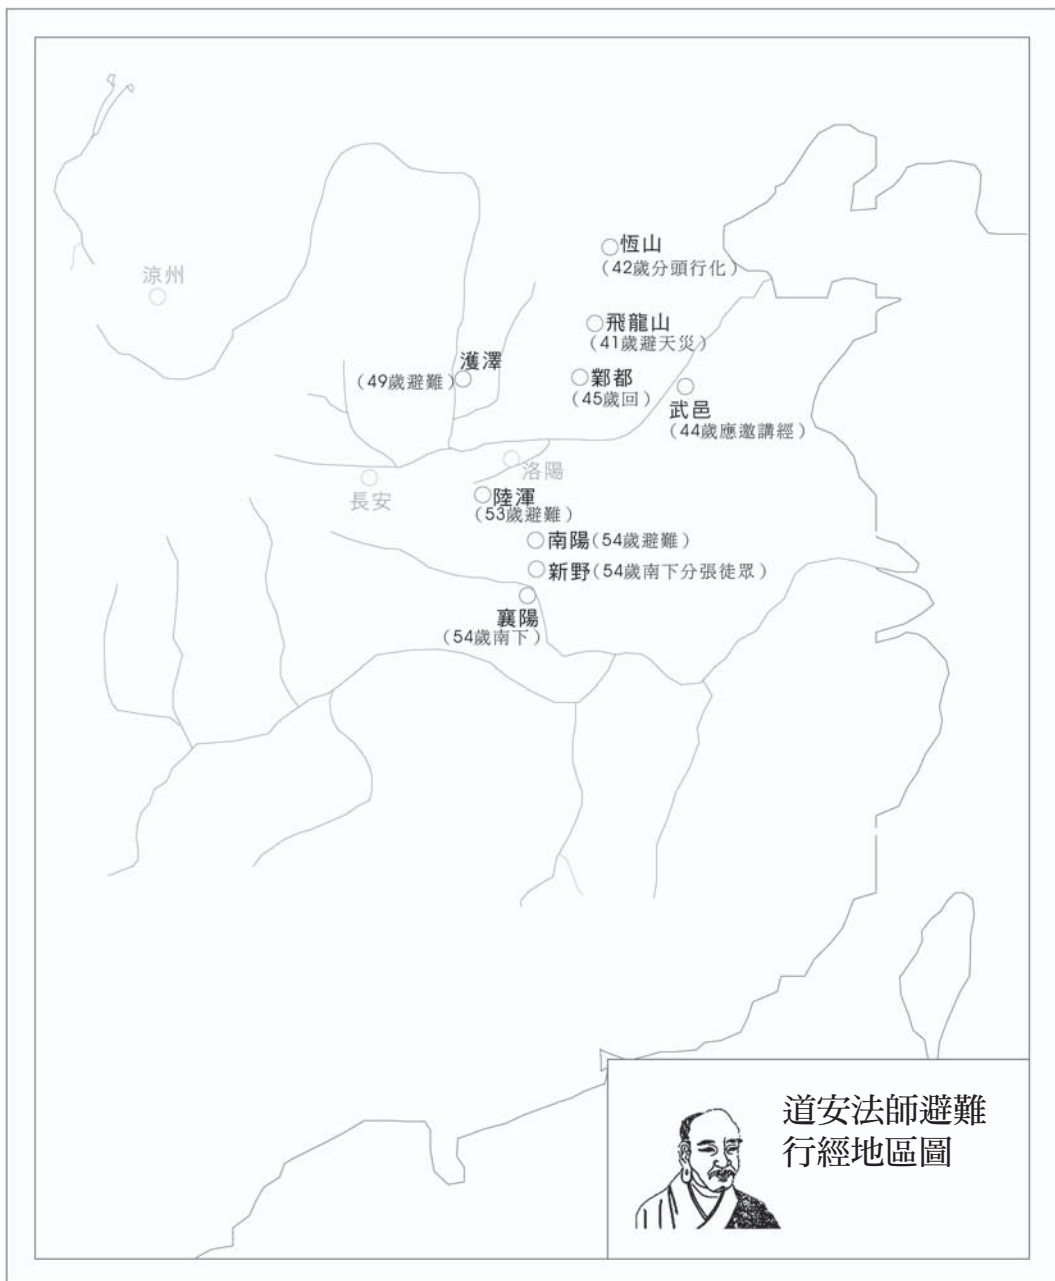 恆山
（42歲分頭行化）
涼州
飛龍山
（41歲避天災）
濩澤
（49歲避難）
鄴都
（45歲回）
武邑
（44歲應邀講經）
洛陽
長安
陸渾
（53歲避難）
南陽（54歲避難）
新野（54歲南下分張徒眾）
襄陽
（54歲南下）
道安法師避難
行經地區圖